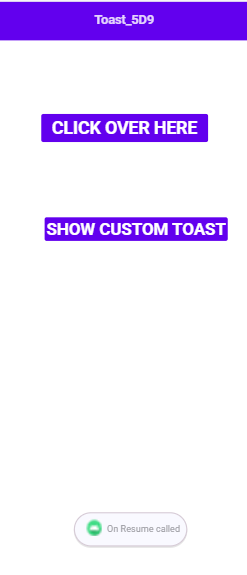 Toast_5D9
CLICK OVER HERE
SHOW CUSTOM TOAST
On Resume called